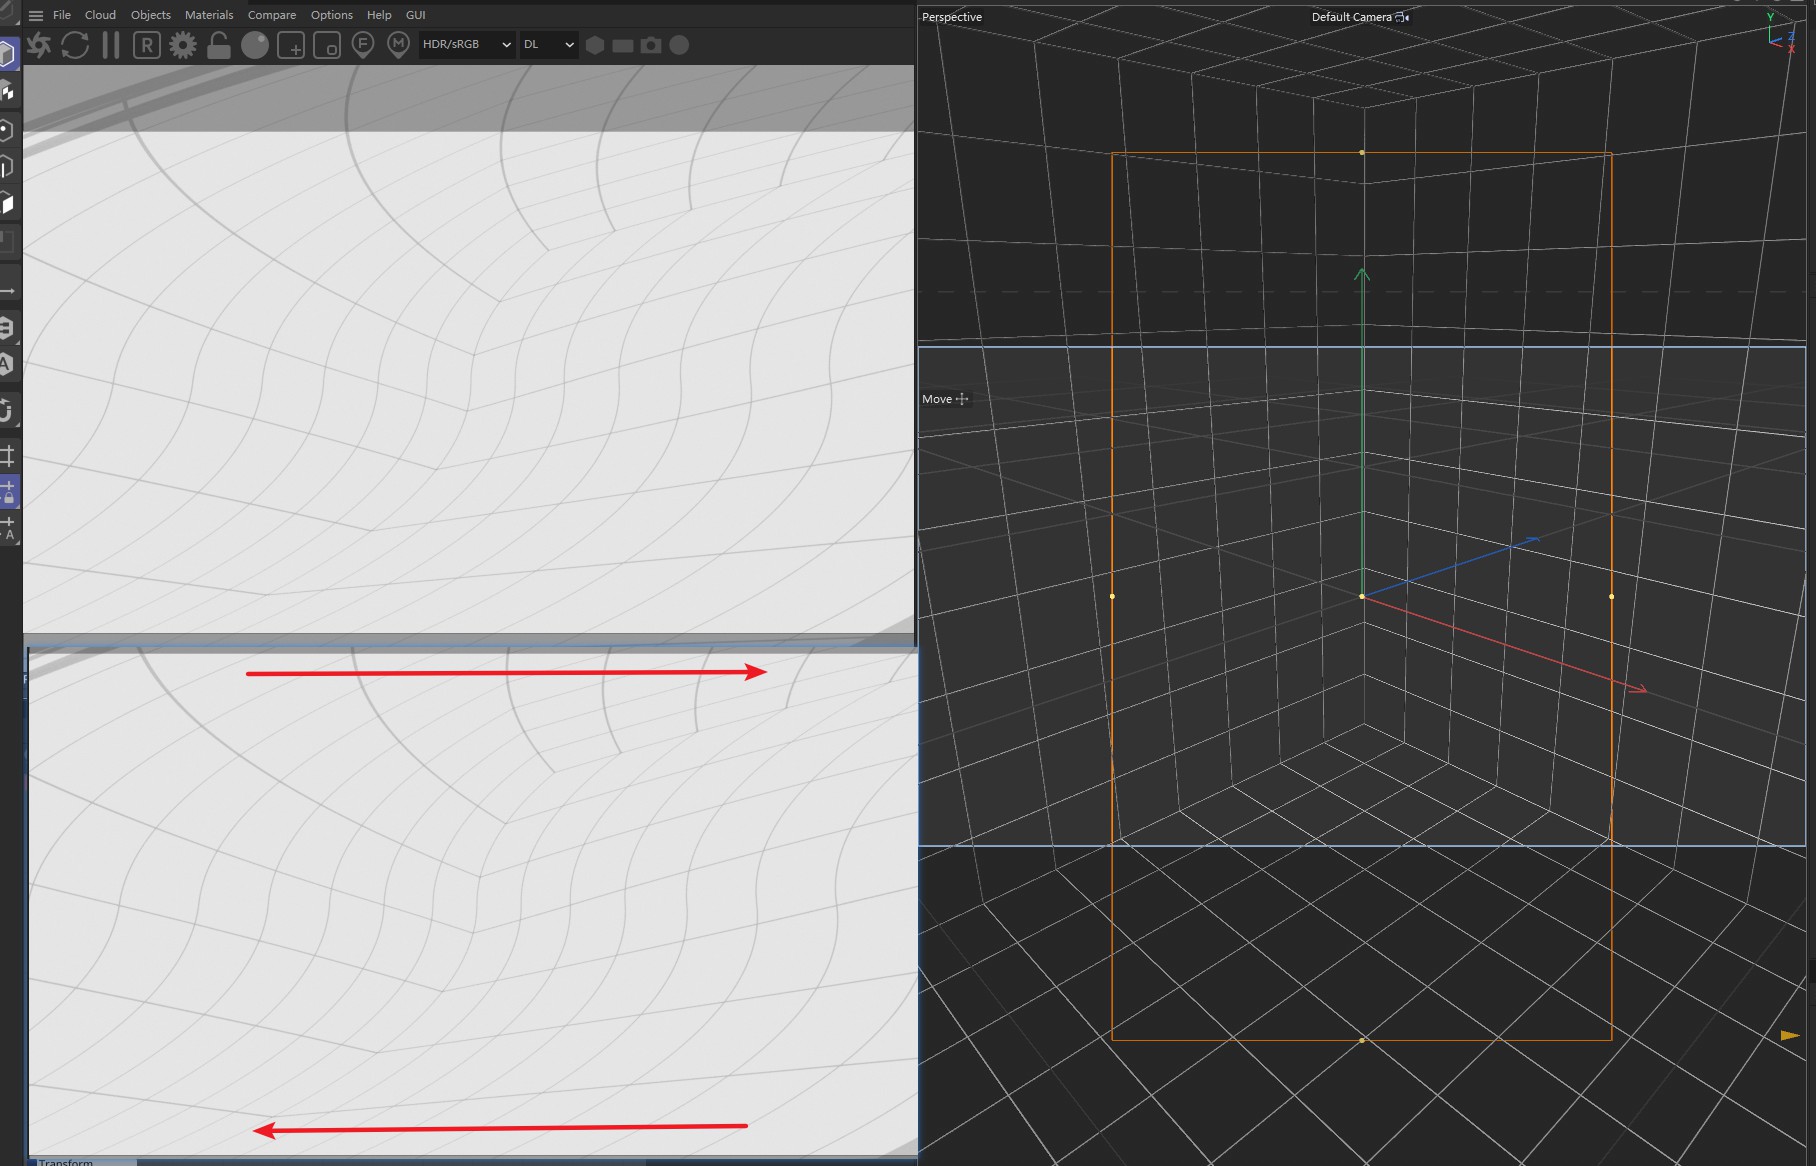 File Cloud Objects Materials Compare Options Help GUI
R F M HDR/sRGB DL
Perspective
Default Camera
Y
Z
X
Move
A
A
Transform